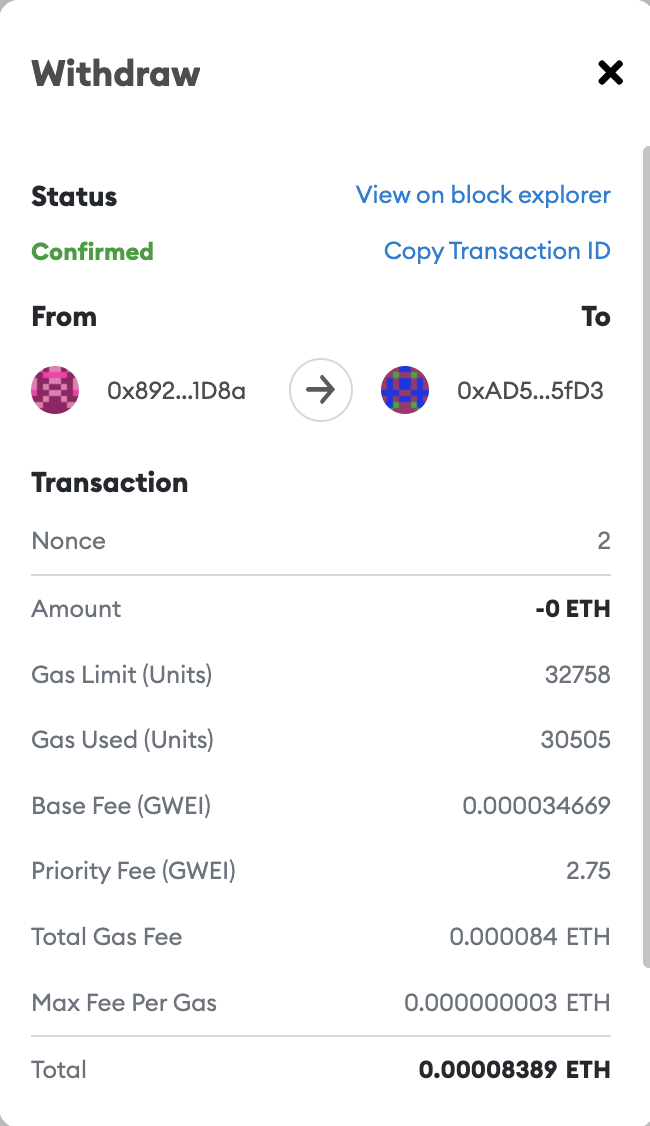 Withdraw
Status View on block explorer
Confirmed Copy Transaction ID
From To
0x892...1D8a 0xAD5...5fD3
Transaction
Nonce 2
Amount -0 ETH
Gas Limit (Units) 32758
Gas Used (Units) 30505
Base Fee (GWEI) 0.000034669
Priority Fee (GWEI) 2.75
Total Gas Fee 0.000084 ETH
Max Fee Per Gas 0.000000003 ETH
Total 0.00008389 ETH